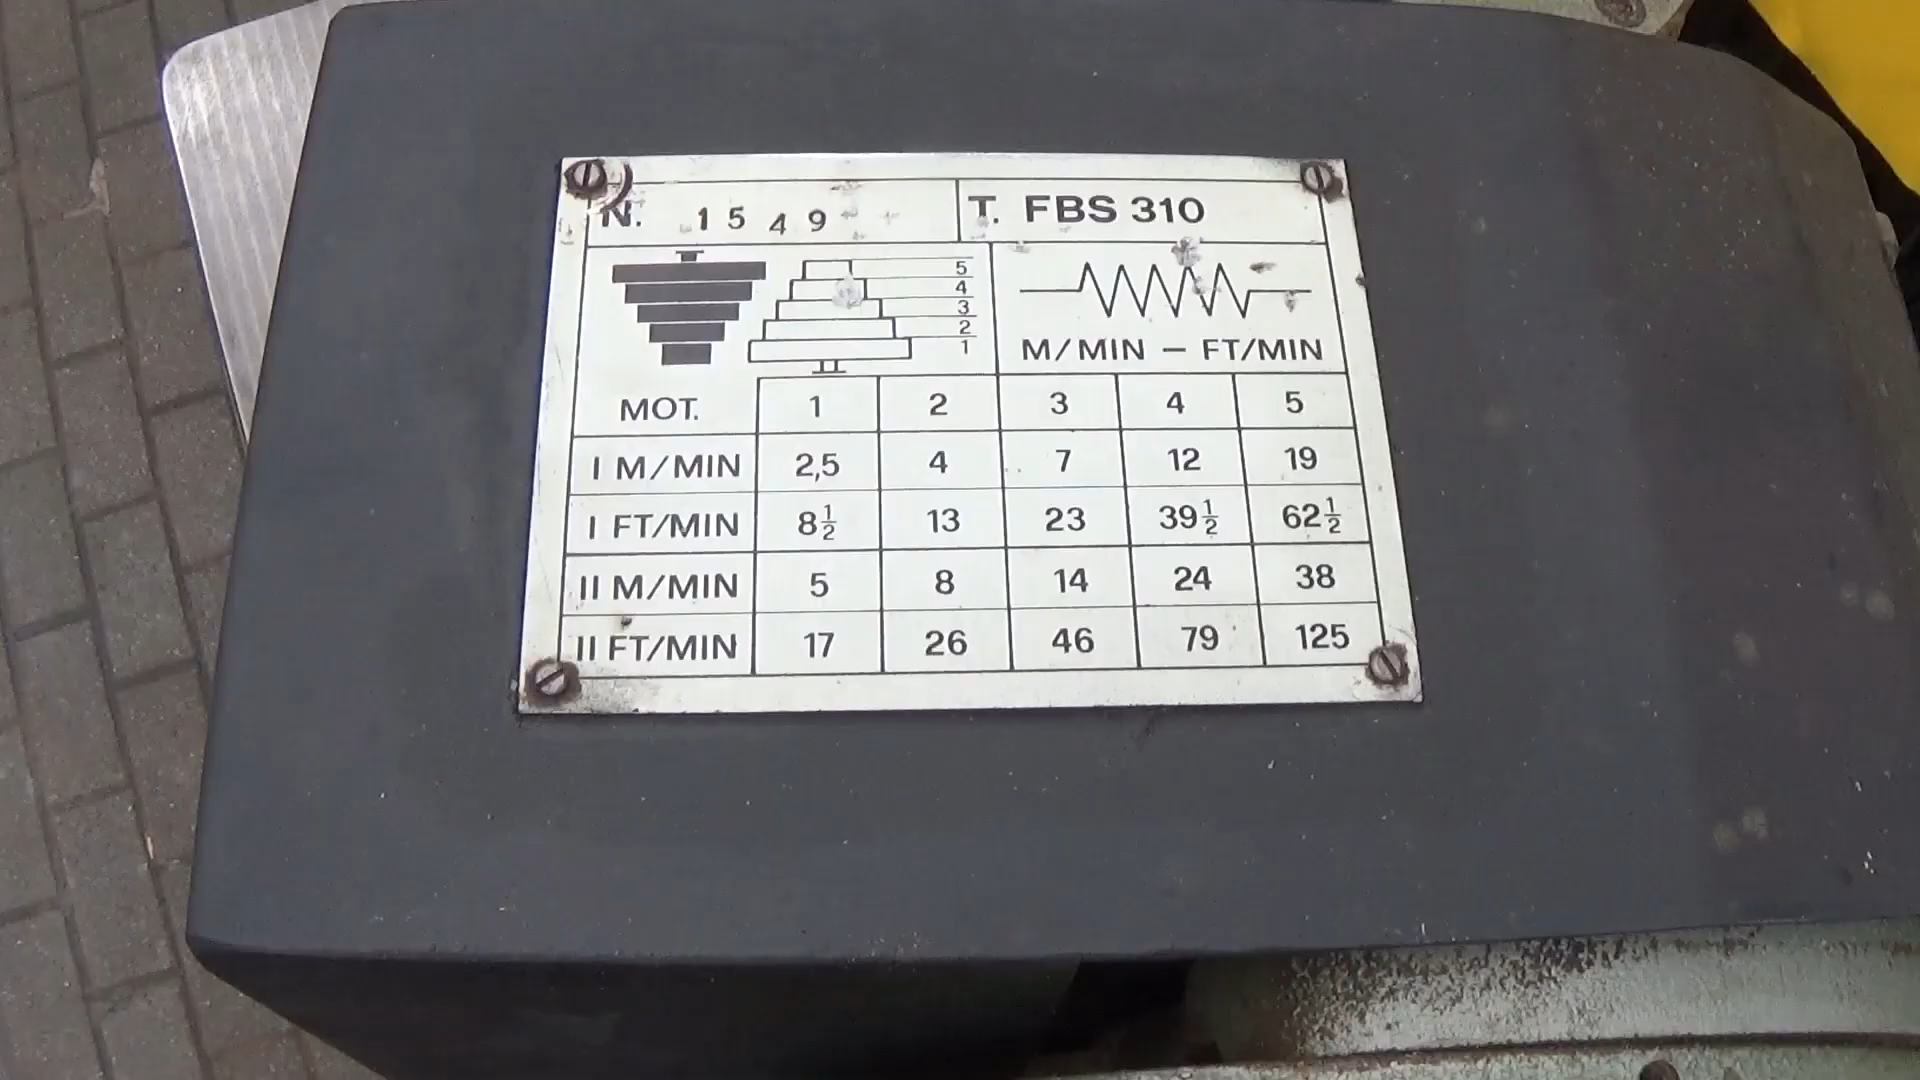 N. 1549 T. FBS 310
5
4
3
2
1
M/MIN – FT/MIN
MOT. 1 2 3 4 5
I M/MIN 2,5 4 7 12 19
I FT/MIN 8½ 13 23 39½ 62½
II M/MIN 5 8 14 24 38
II FT/MIN 17 26 46 79 125